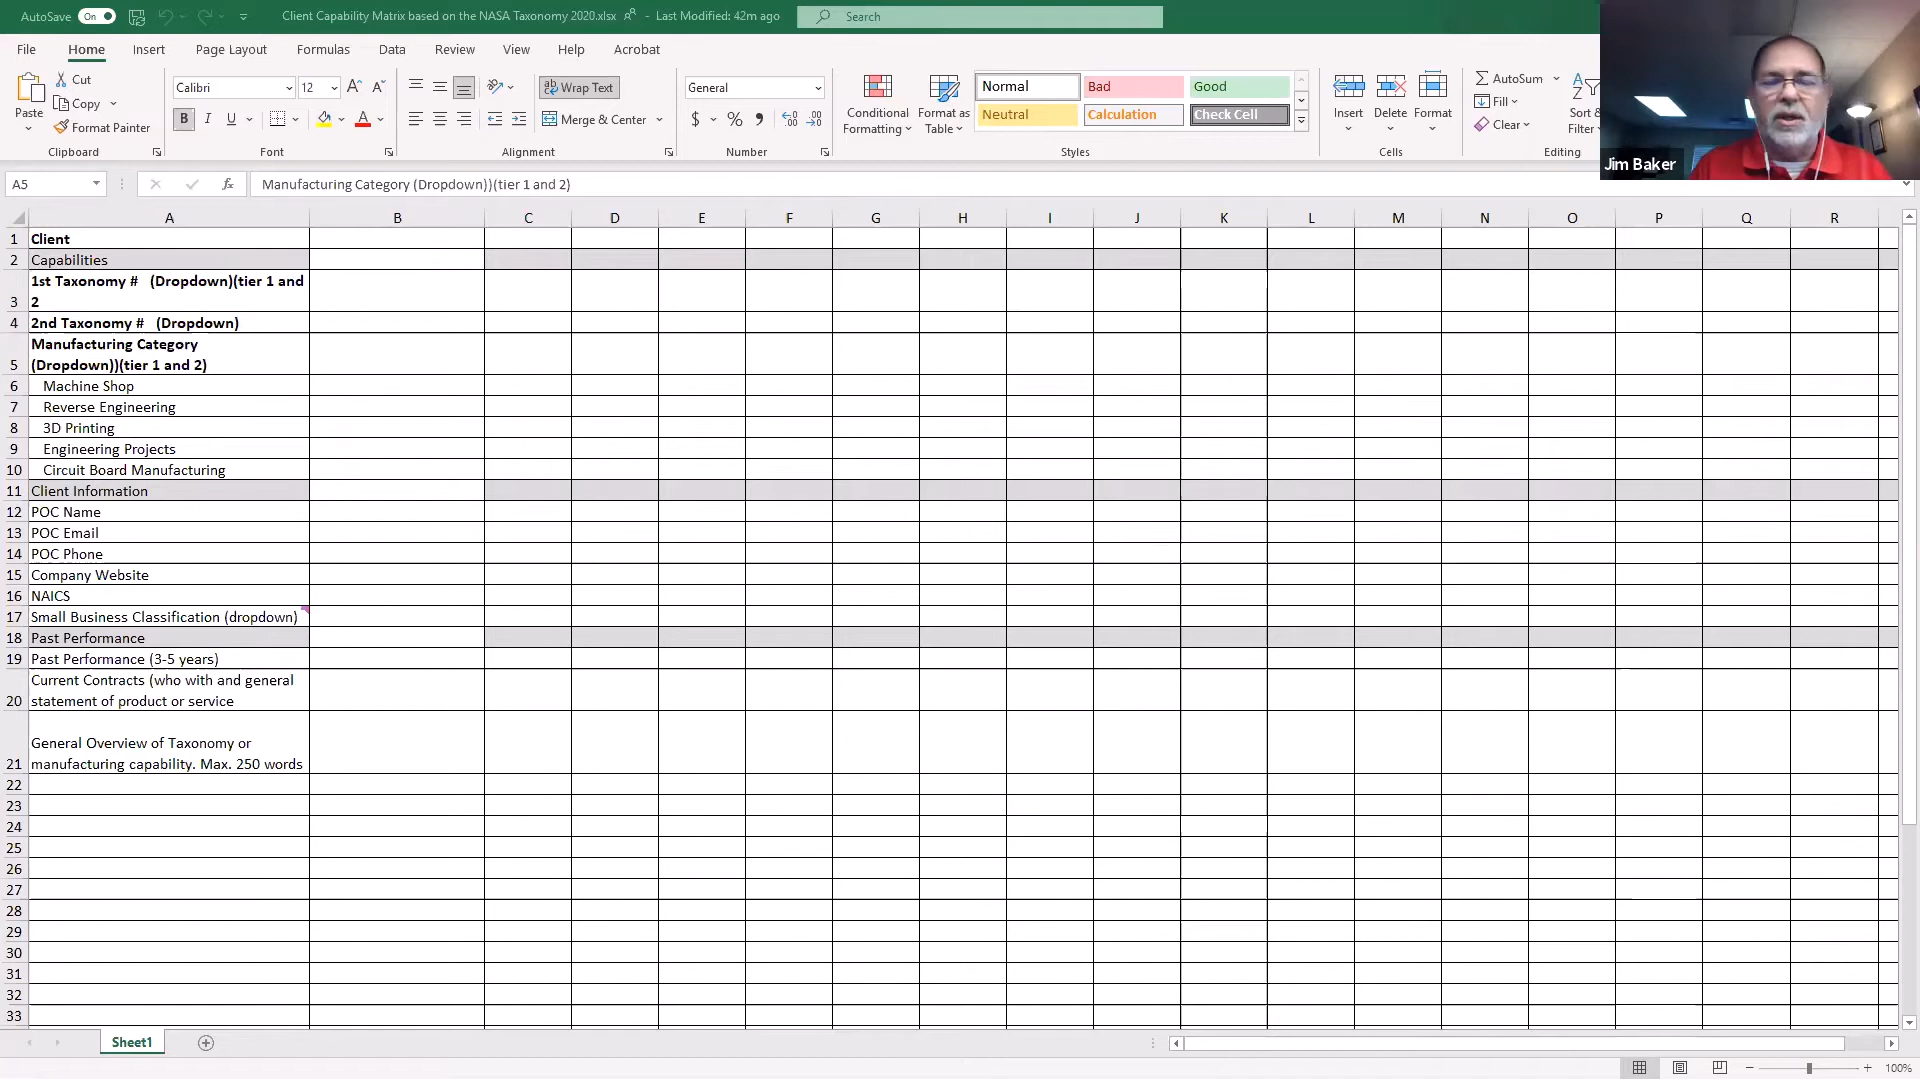 AutoSave On Client Capability Matrix based on the NASA Taxonomy 2020.xlsx - Last Modified: 42m ago Search
File Home Insert Page Layout Formulas Data Review View Help Acrobat
Paste
Cut
Copy
Format Painter
Clipboard
Calibri 12
B I U
Font
Wrap Text
Merge & Center
Alignment
General
$ %
Number
Conditional
Formatting
Format as
Table
Normal Bad Good
Neutral Calculation Check Cell
Styles
Insert Delete Format
Cells
AutoSum
Fill
Clear
Sort
Filter
Editing
Jim Baker
A5 fx Manufacturing Category (Dropdown))(tier 1 and 2)
A B C D E F G H I J K L M N O P Q R
1 Client
2 Capabilities
1st Taxonomy # (Dropdown)(tier 1 and
3 2
4 2nd Taxonomy # (Dropdown)
Manufacturing Category
5 (Dropdown))(tier 1 and 2)
6 Machine Shop
7 Reverse Engineering
8 3D Printing
9 Engineering Projects
10 Circuit Board Manufacturing
11 Client Information
12 POC Name
13 POC Email
14 POC Phone
15 Company Website
16 NAICS
17 Small Business Classification (dropdown)
18 Past Performance
19 Past Performance (3-5 years)
Current Contracts (who with and general
20 statement of product or service
General Overview of Taxonomy or
21 manufacturing capability. Max. 250 words
22
23
24
25
26
27
28
29
30
31
32
33
Sheet1
100%